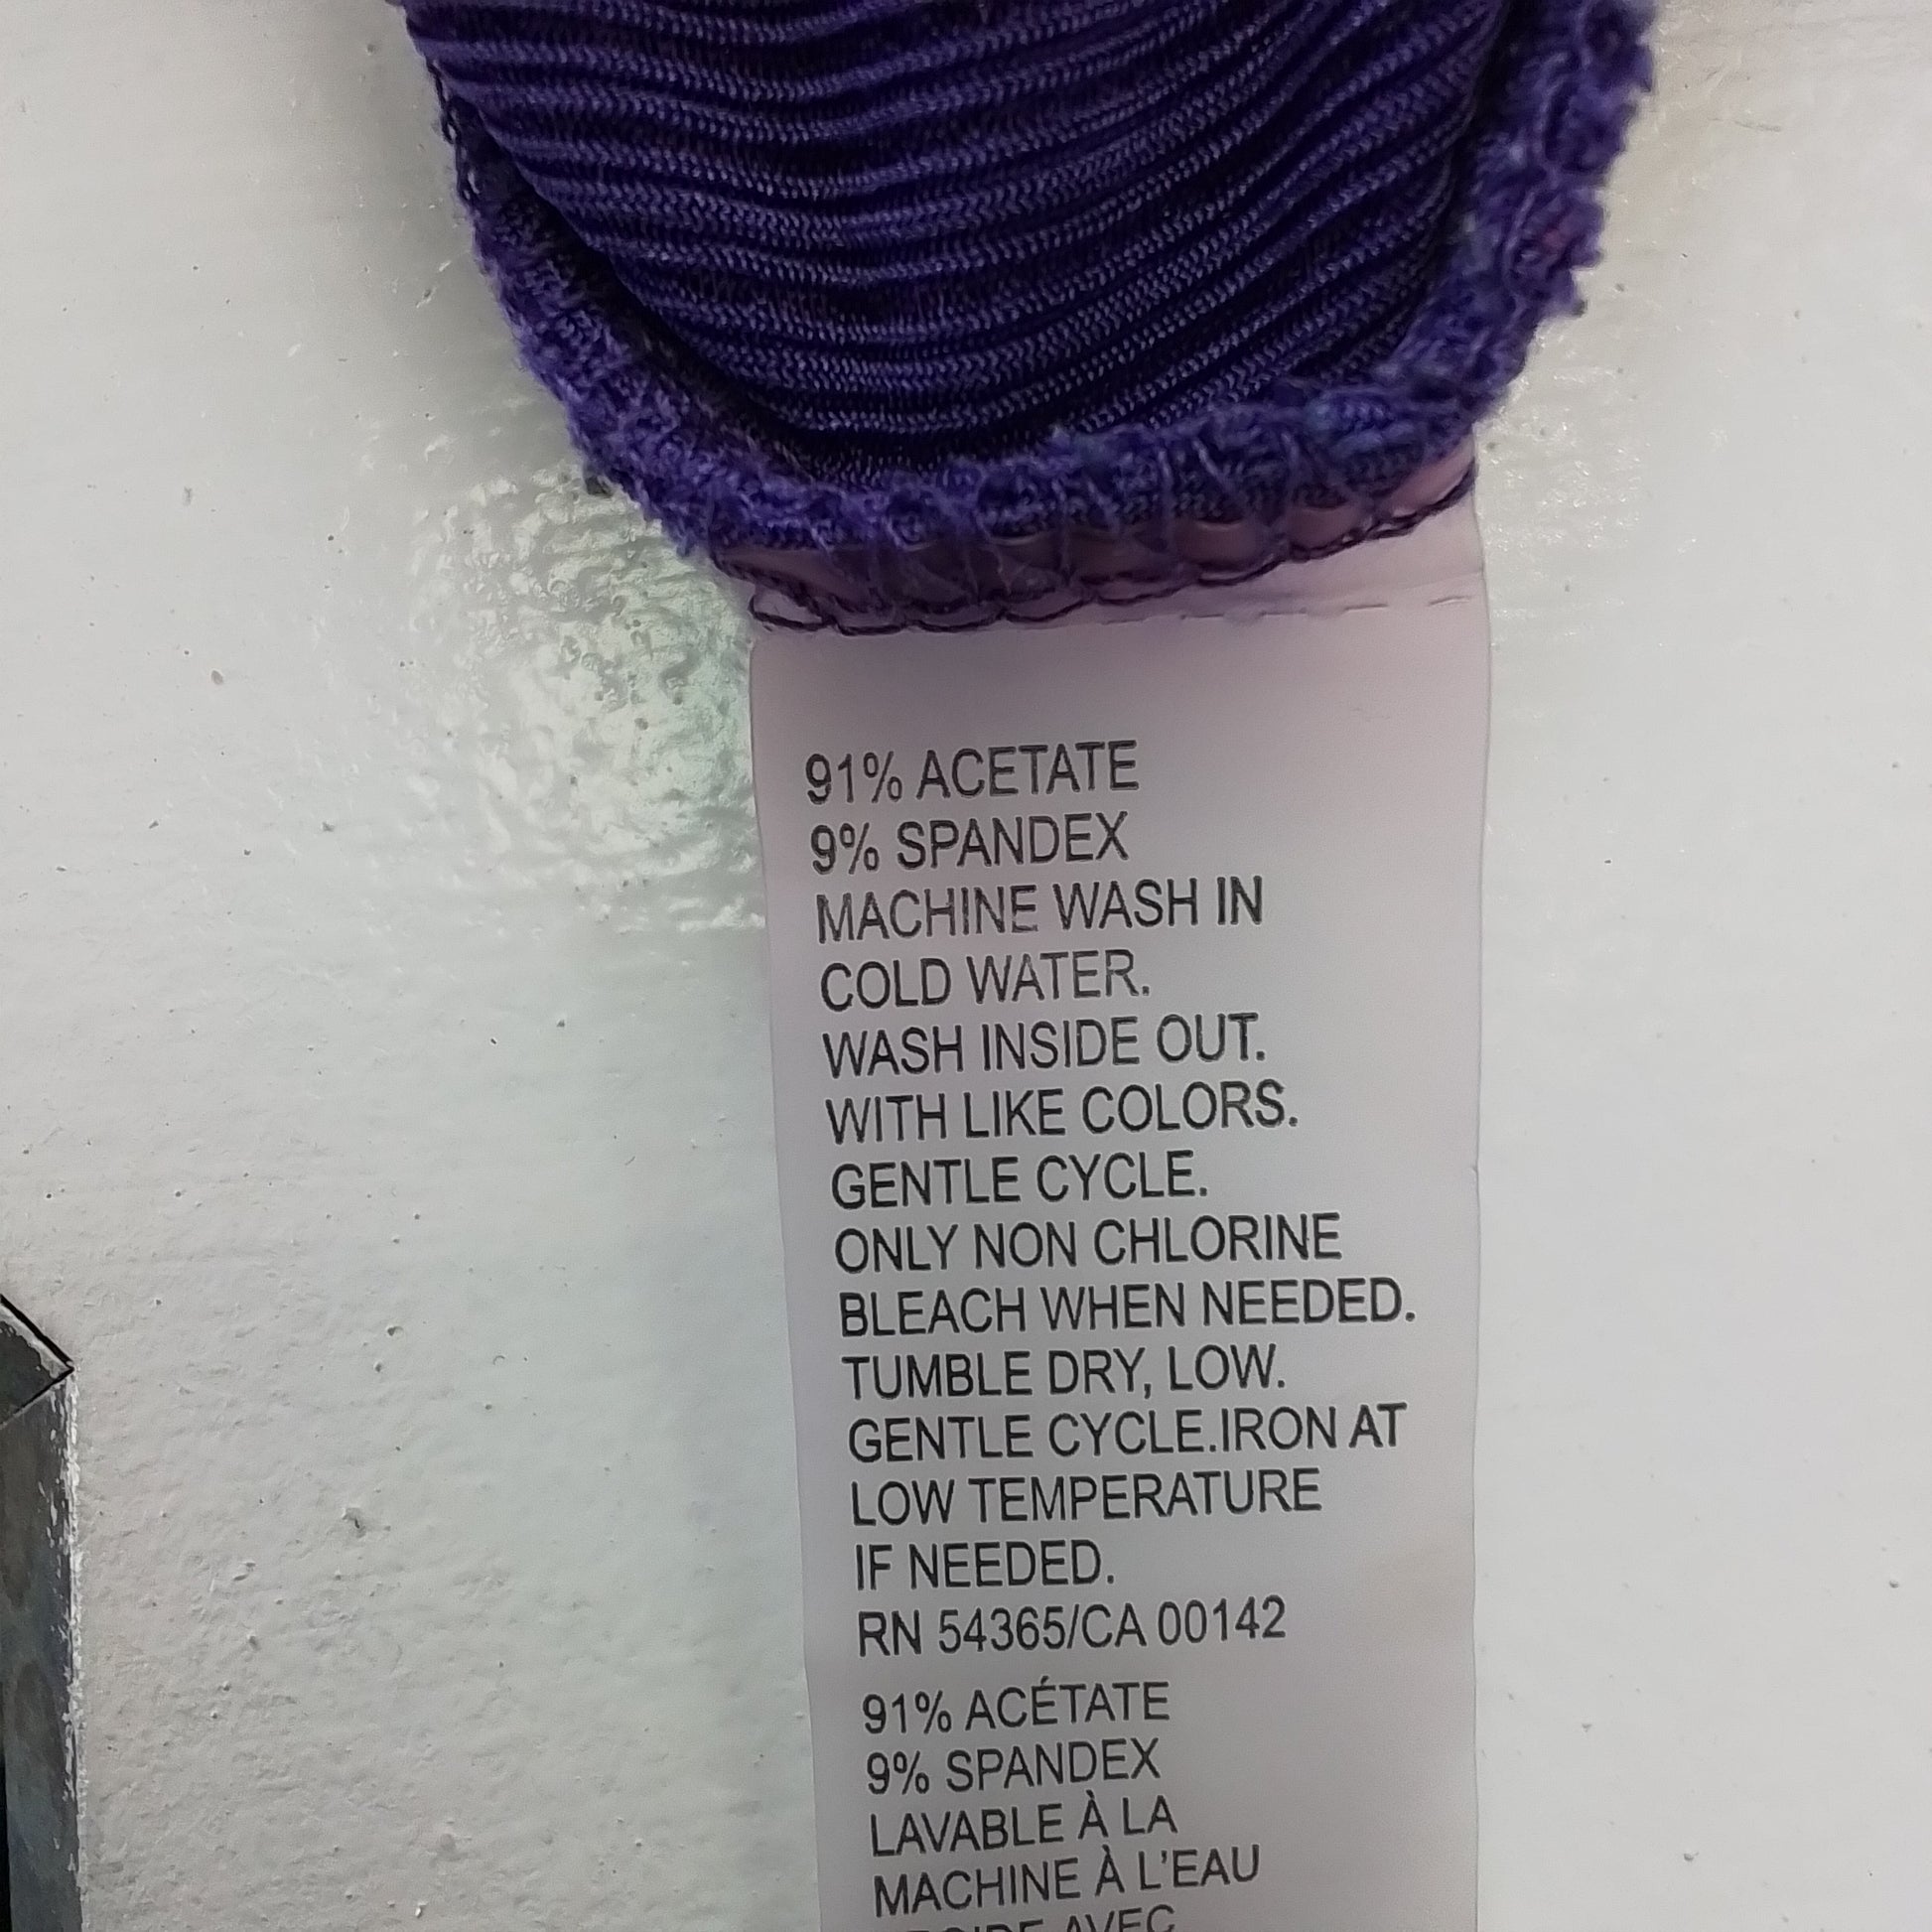 91% ACETATE
9% SPANDEX
MACHINE WASH IN
COLD WATER.
WASH INSIDE OUT.
WITH LIKE COLORS.
GENTLE CYCLE.
ONLY NON CHLORINE
BLEACH WHEN NEEDED.
TUMBLE DRY, LOW.
GENTLE CYCLE.IRON AT
LOW TEMPERATURE
IF NEEDED.
RN 54365/CA 00142
91% ACÉTATE
9% SPANDEX
LAVABLE À LA
MACHINE À L'EAU
AVEC